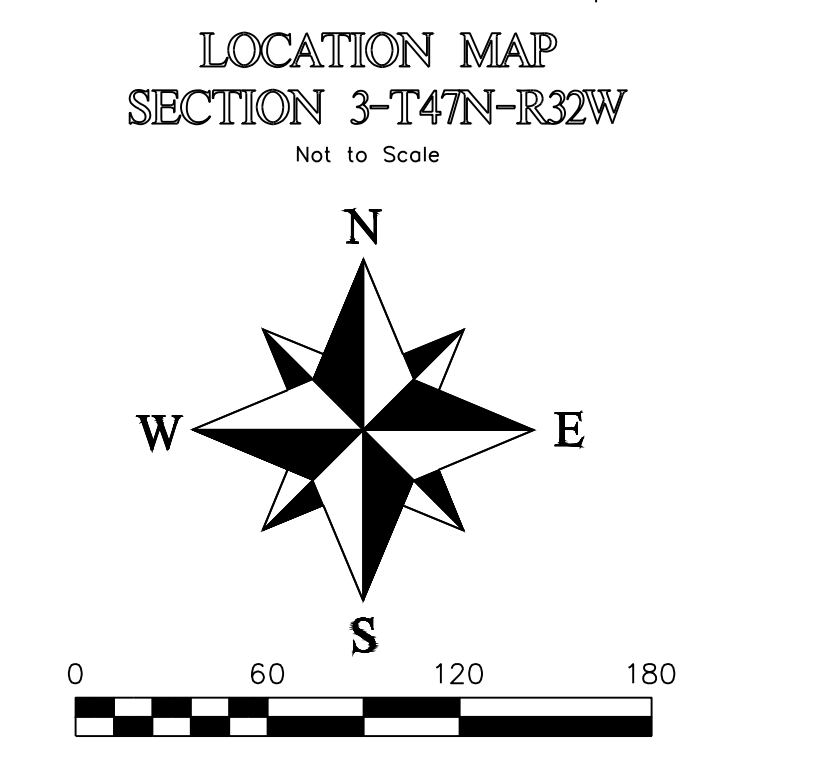 LOCATION MAP
SECTION 3-T47N-R32W
Not to Scale
N
W E
S
0 60 120 180